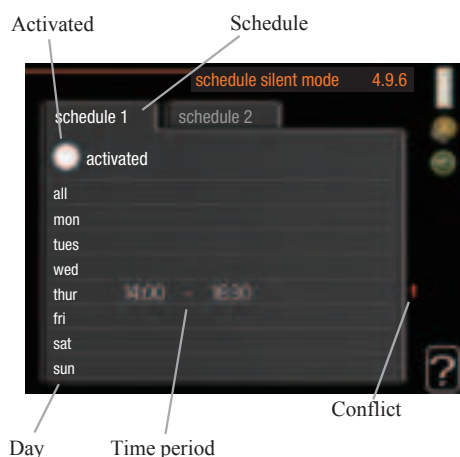 Activated
Schedule
schedule silent mode 4.9.6
schedule 1
schedule 2
activated
all
mon
tues
wed
thur 14:00 - 16:30
fri
sat
sun
!
?
Conflict
Day
Time period